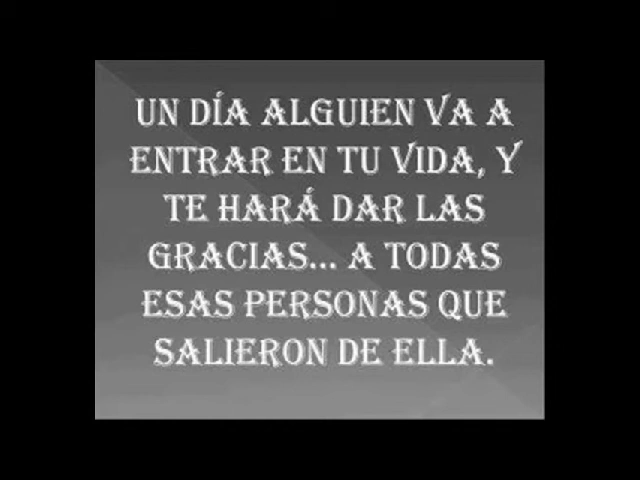 UN DÍA ALGUIEN VA A
ENTRAR EN TU VIDA, Y
TE HARÁ DAR LAS
GRACIAS... A TODAS
ESAS PERSONAS QUE
SALIERON DE ELLA.